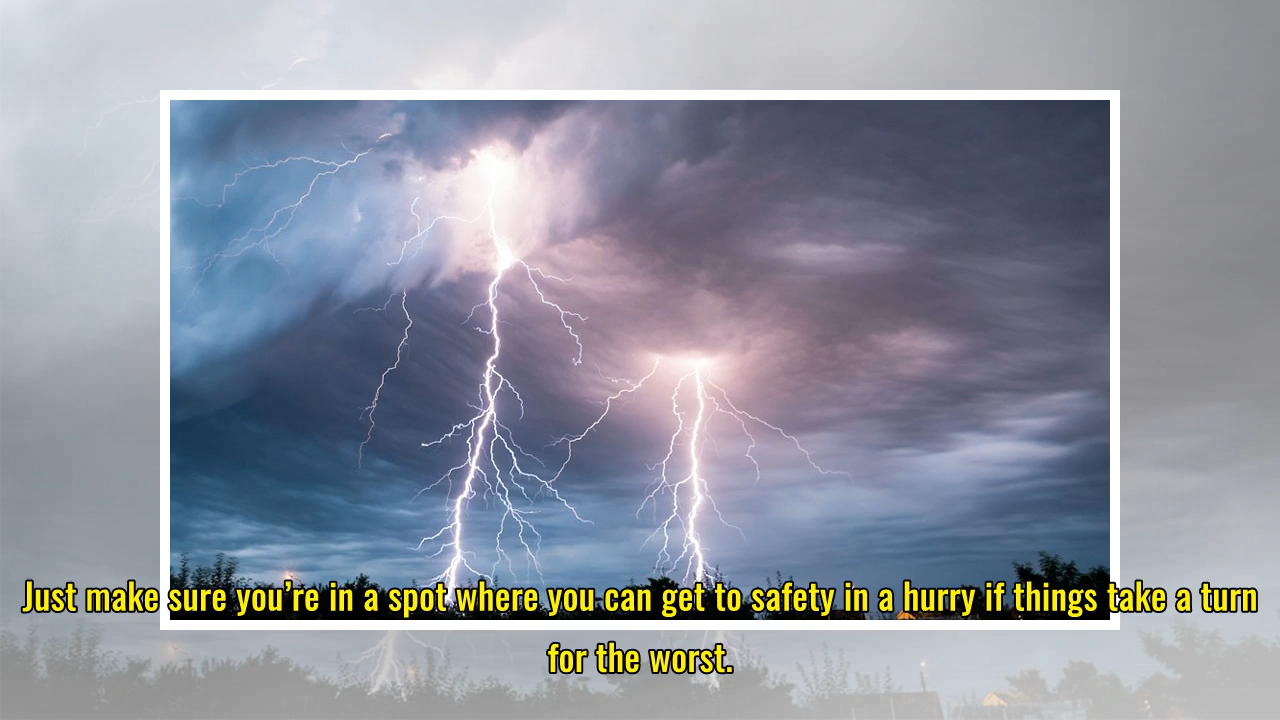 Just make sure you’re in a spot where you can get to safety in a hurry if things take a turn
for the worst.